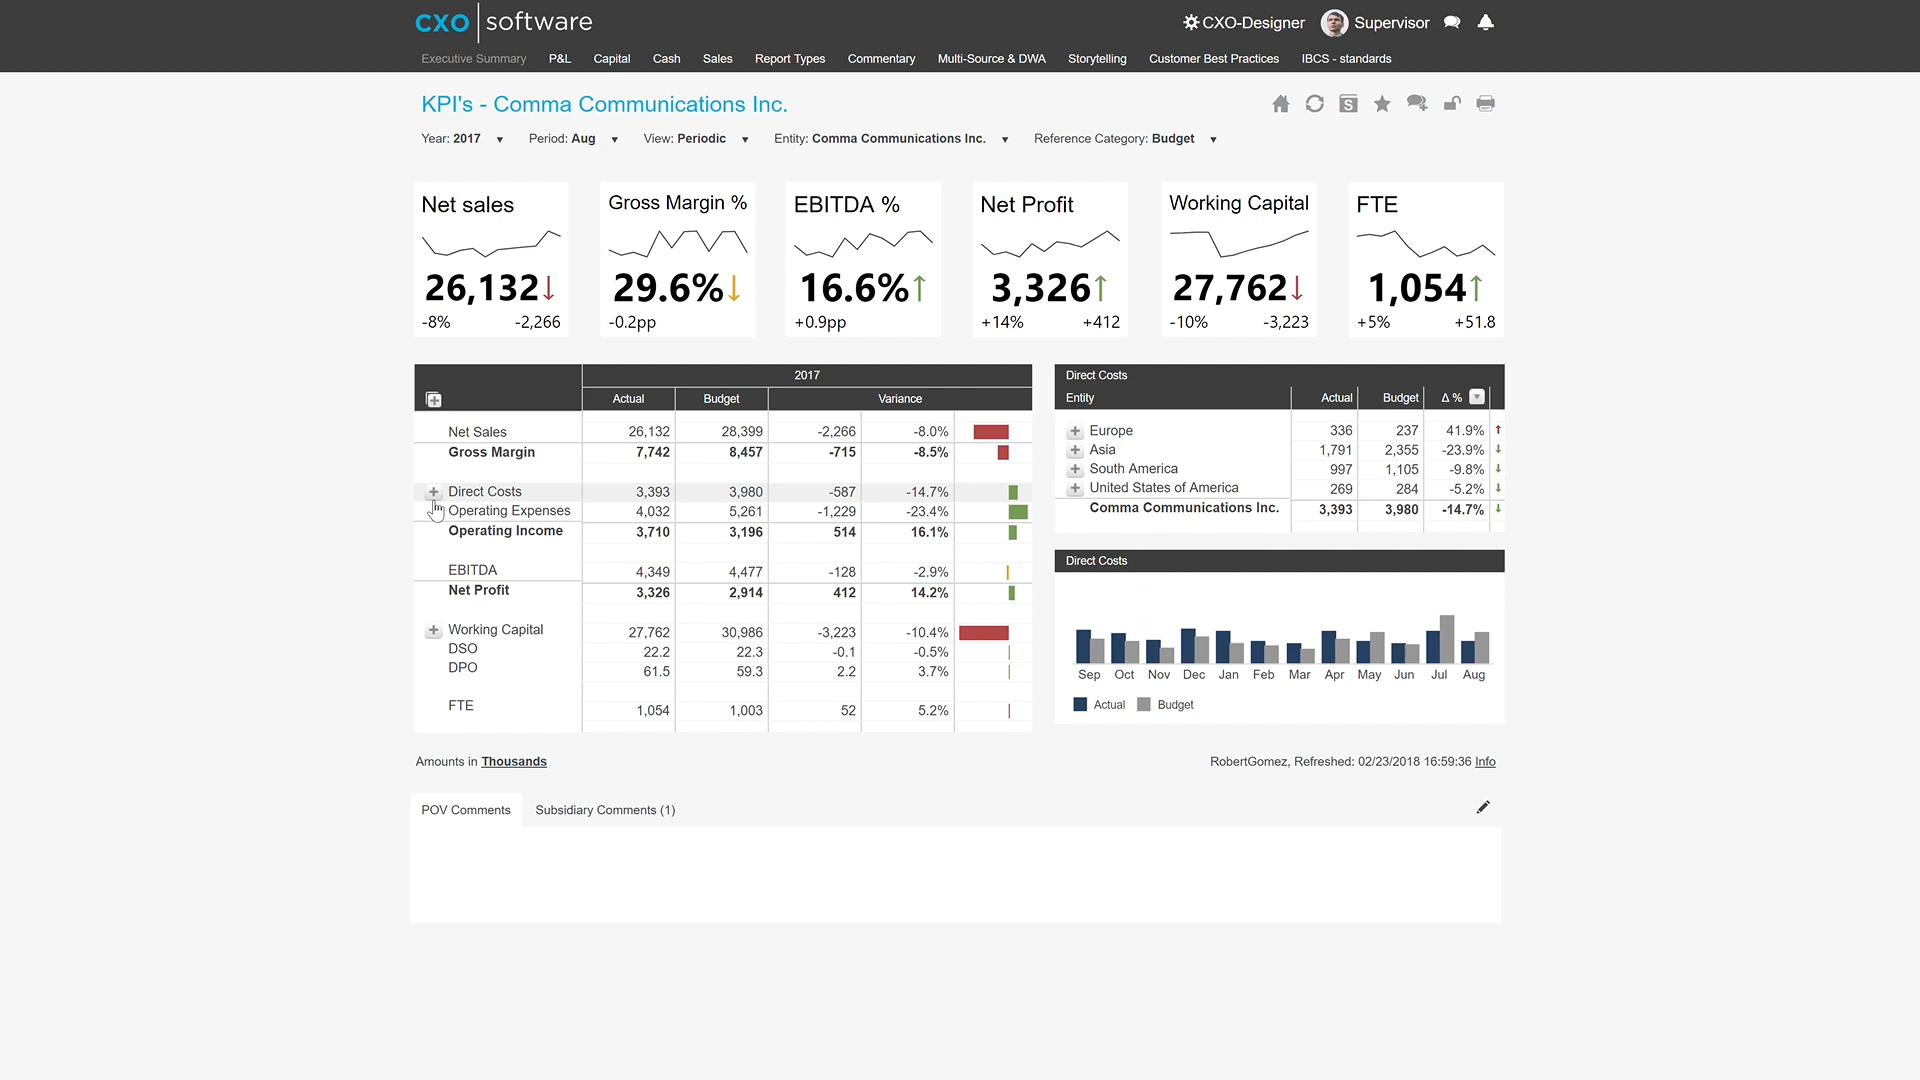 CXO software
CXO-Designer Supervisor
Executive Summary P&L Capital Cash Sales Report Types Commentary Multi-Source & DWA Storytelling Customer Best Practices IBCS - standards
KPI's - Comma Communications Inc.
S
Year: 2017 Period: Aug View: Periodic Entity: Comma Communications Inc. Reference Category: Budget
Net sales
26,132↓
-8% -2,266
Gross Margin %
29.6%↓
-0.2pp
EBITDA %
16.6%↑
+0.9pp
Net Profit
3,326↑
+14% +412
Working Capital
27,762↓
-10% -3,223
FTE
1,054↑
+5% +51.8
2017
Actual Budget Variance
Net Sales 26,132 28,399 -2,266 -8.0%
Gross Margin 7,742 8,457 -715 -8.5%
Direct Costs 3,393 3,980 -587 -14.7%
Operating Expenses 4,032 5,261 -1,229 -23.4%
Operating Income 3,710 3,196 514 16.1%
EBITDA 4,349 4,477 -128 -2.9%
Net Profit 3,326 2,914 412 14.2%
Working Capital 27,762 30,986 -3,223 -10.4%
DSO 22.2 22.3 -0.1 -0.5%
DPO 61.5 59.3 2.2 3.7%
FTE 1,054 1,003 52 5.2%
Direct Costs
Entity Actual Budget Δ %
Europe 336 237 41.9% ↑
Asia 1,791 2,355 -23.9% ↓
South America 997 1,105 -9.8% ↓
United States of America 269 284 -5.2% ↓
Comma Communications Inc. 3,393 3,980 -14.7% ↓
Direct Costs
Sep Oct Nov Dec Jan Feb Mar Apr May Jun Jul Aug
Actual Budget
Amounts in Thousands
RobertGomez, Refreshed: 02/23/2018 16:59:36 Info
POV Comments Subsidiary Comments (1)